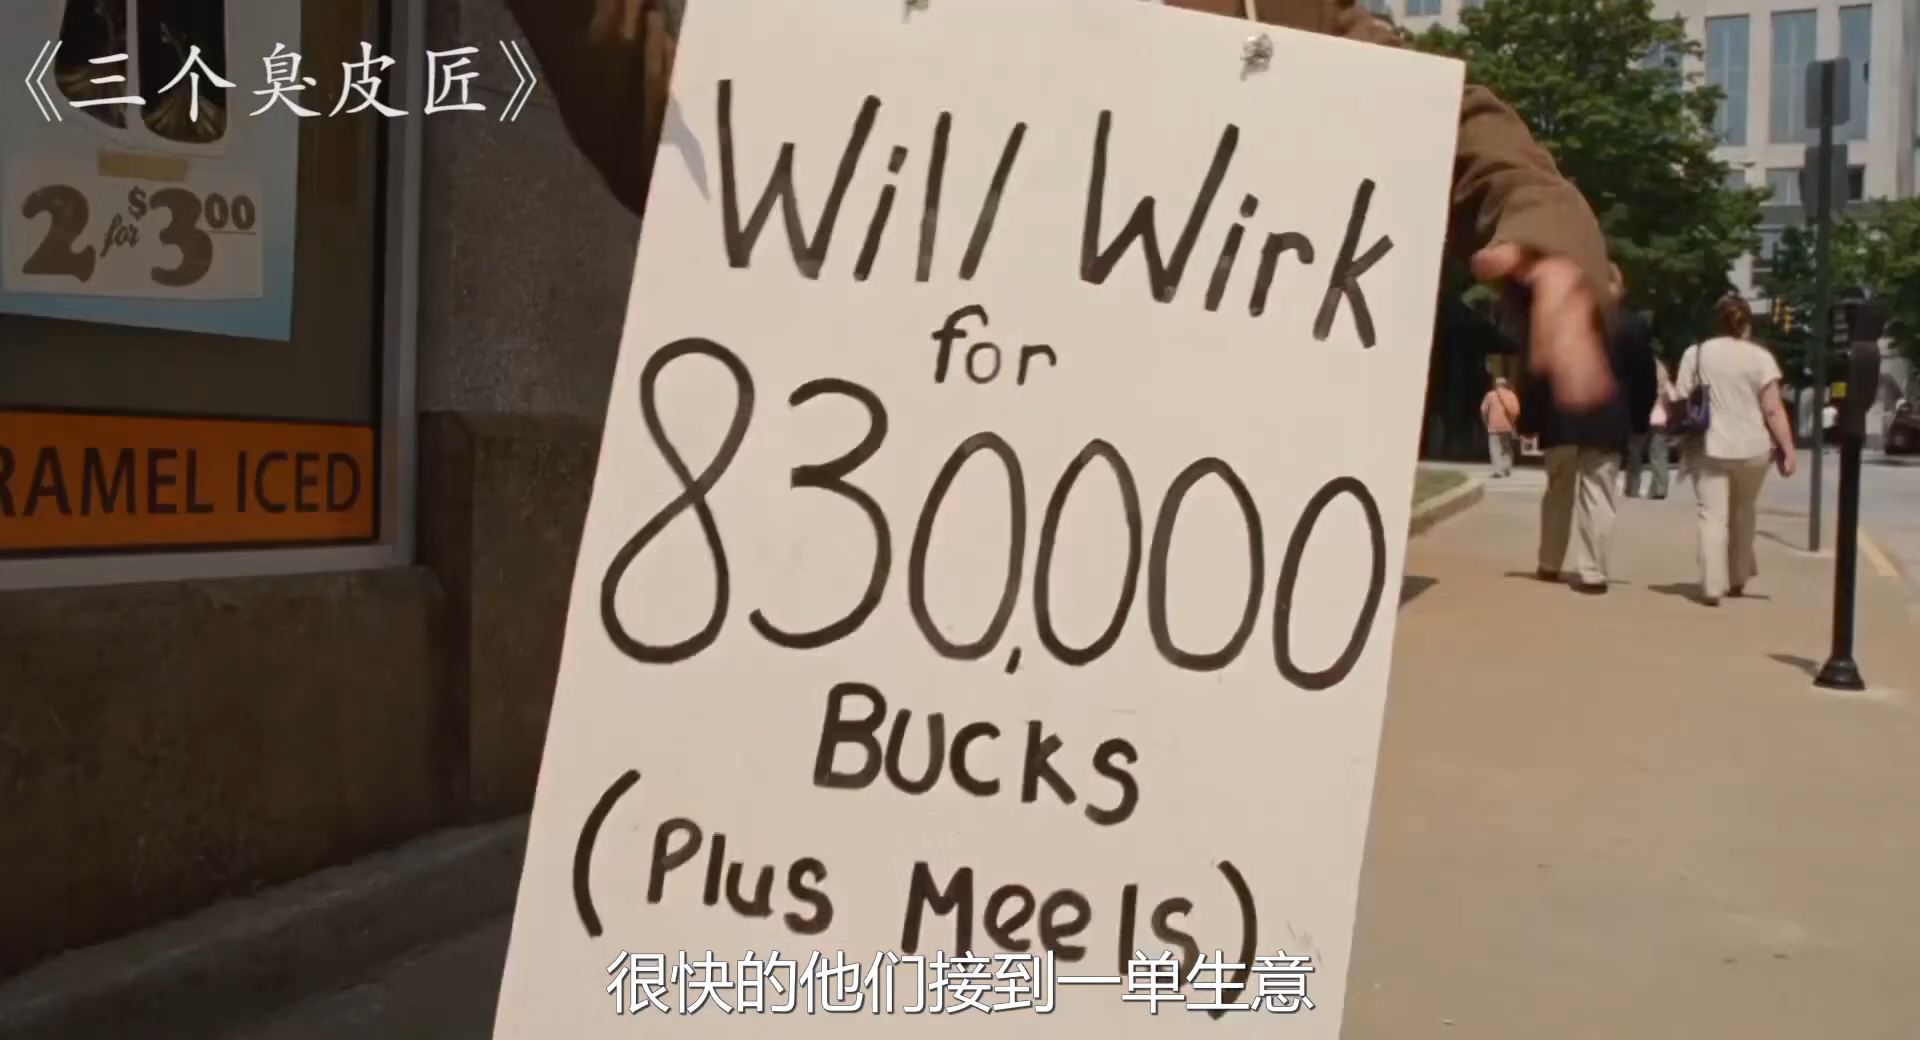 《三个臭皮匠》
2 for $3.00
RAMEL ICED
Will Wirk
for
830,000
Bucks
(Plus Meels)
很快的他们接到一单生意